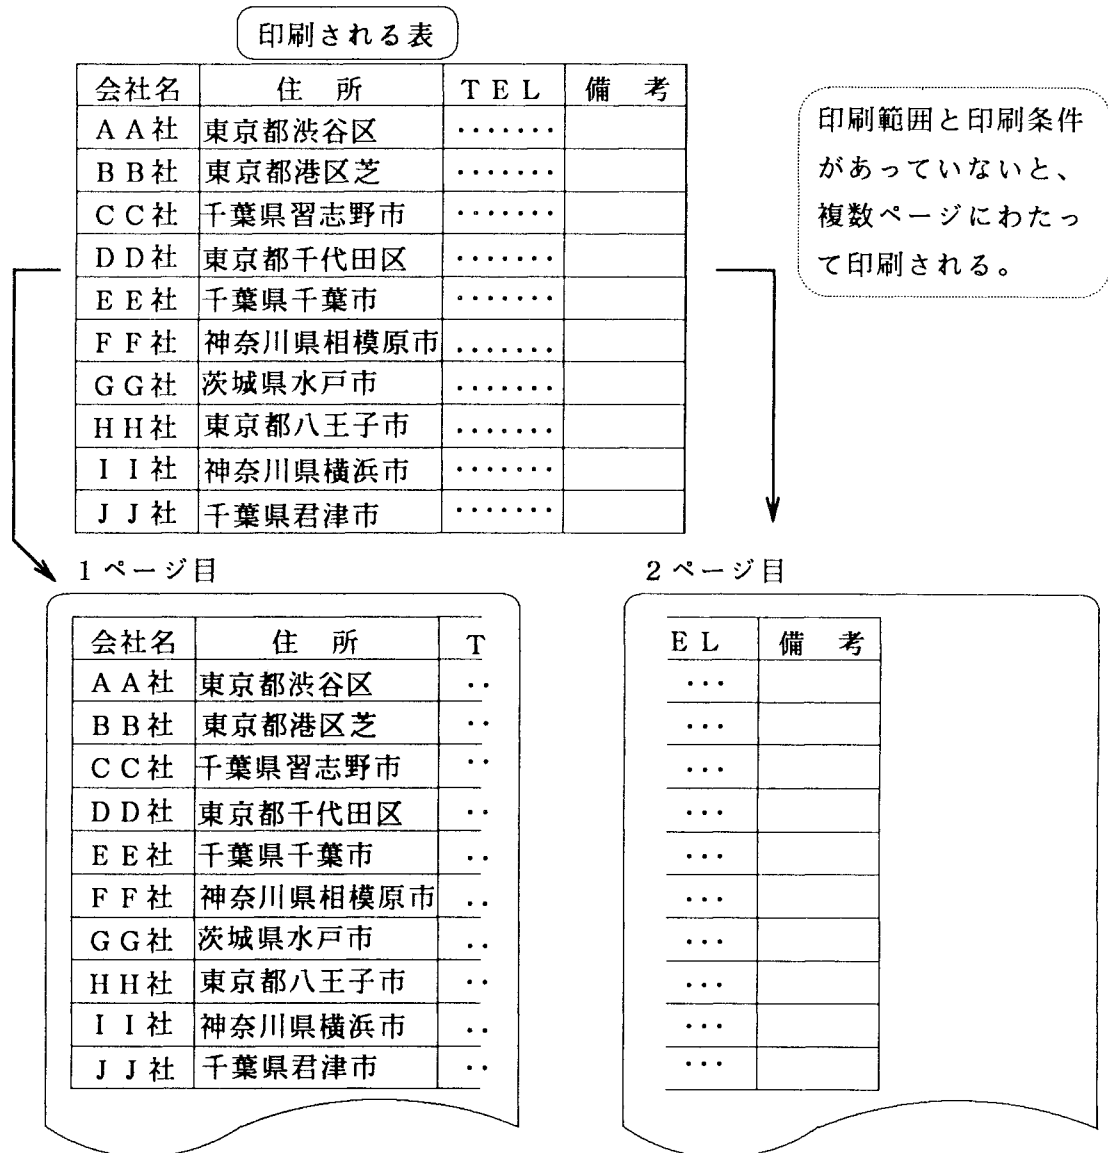 印刷される表
会社名 住 所 TEL 備 考
AA社 東京都渋谷区 ・・・・・・・
BB社 東京都港区芝 ・・・・・・・
CC社 千葉県習志野市 ・・・・・・・
DD社 東京都千代田区 ・・・・・・・
EE社 千葉県千葉市 ・・・・・・・
FF社 神奈川県相模原市 ・・・・・・・
GG社 茨城県水戸市 ・・・・・・・
HH社 東京都八王子市 ・・・・・・・
II社 神奈川県横浜市 ・・・・・・・
JJ社 千葉県君津市 ・・・・・・・
印刷範囲と印刷条件
があっていないと、
複数ページにわたっ
て印刷される。
1ページ目
会社名 住 所 T
AA社 東京都渋谷区 ・・
BB社 東京都港区芝 ・・
CC社 千葉県習志野市 ・・
DD社 東京都千代田区 ・・
EE社 千葉県千葉市 ・・
FF社 神奈川県相模原市 ・・
GG社 茨城県水戸市 ・・
HH社 東京都八王子市 ・・
II社 神奈川県横浜市 ・・
JJ社 千葉県君津市 ・・
2ページ目
EL 備 考
・・・
・・・
・・・
・・・
・・・
・・・
・・・
・・・
・・・
・・・